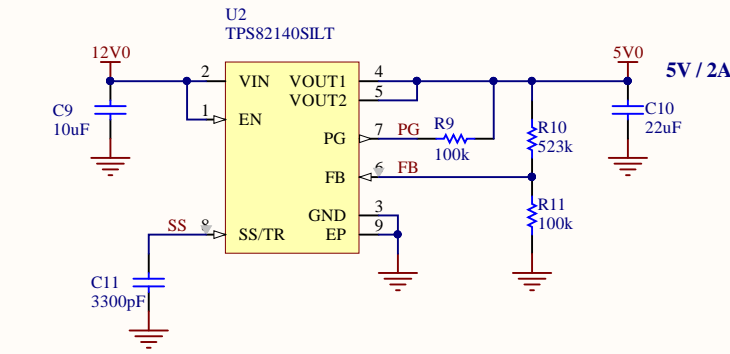 U2
TPS82140SILT
12V0
5V0
5V / 2A
2 VIN VOUT1 4
VOUT2 5
1 EN
C9
10uF
C10
22uF
PG 7 PG R9
100k
R10
523k
FB 6 FB
R11
100k
GND 3
SS 8 SS/TR EP 9
C11
3300pF